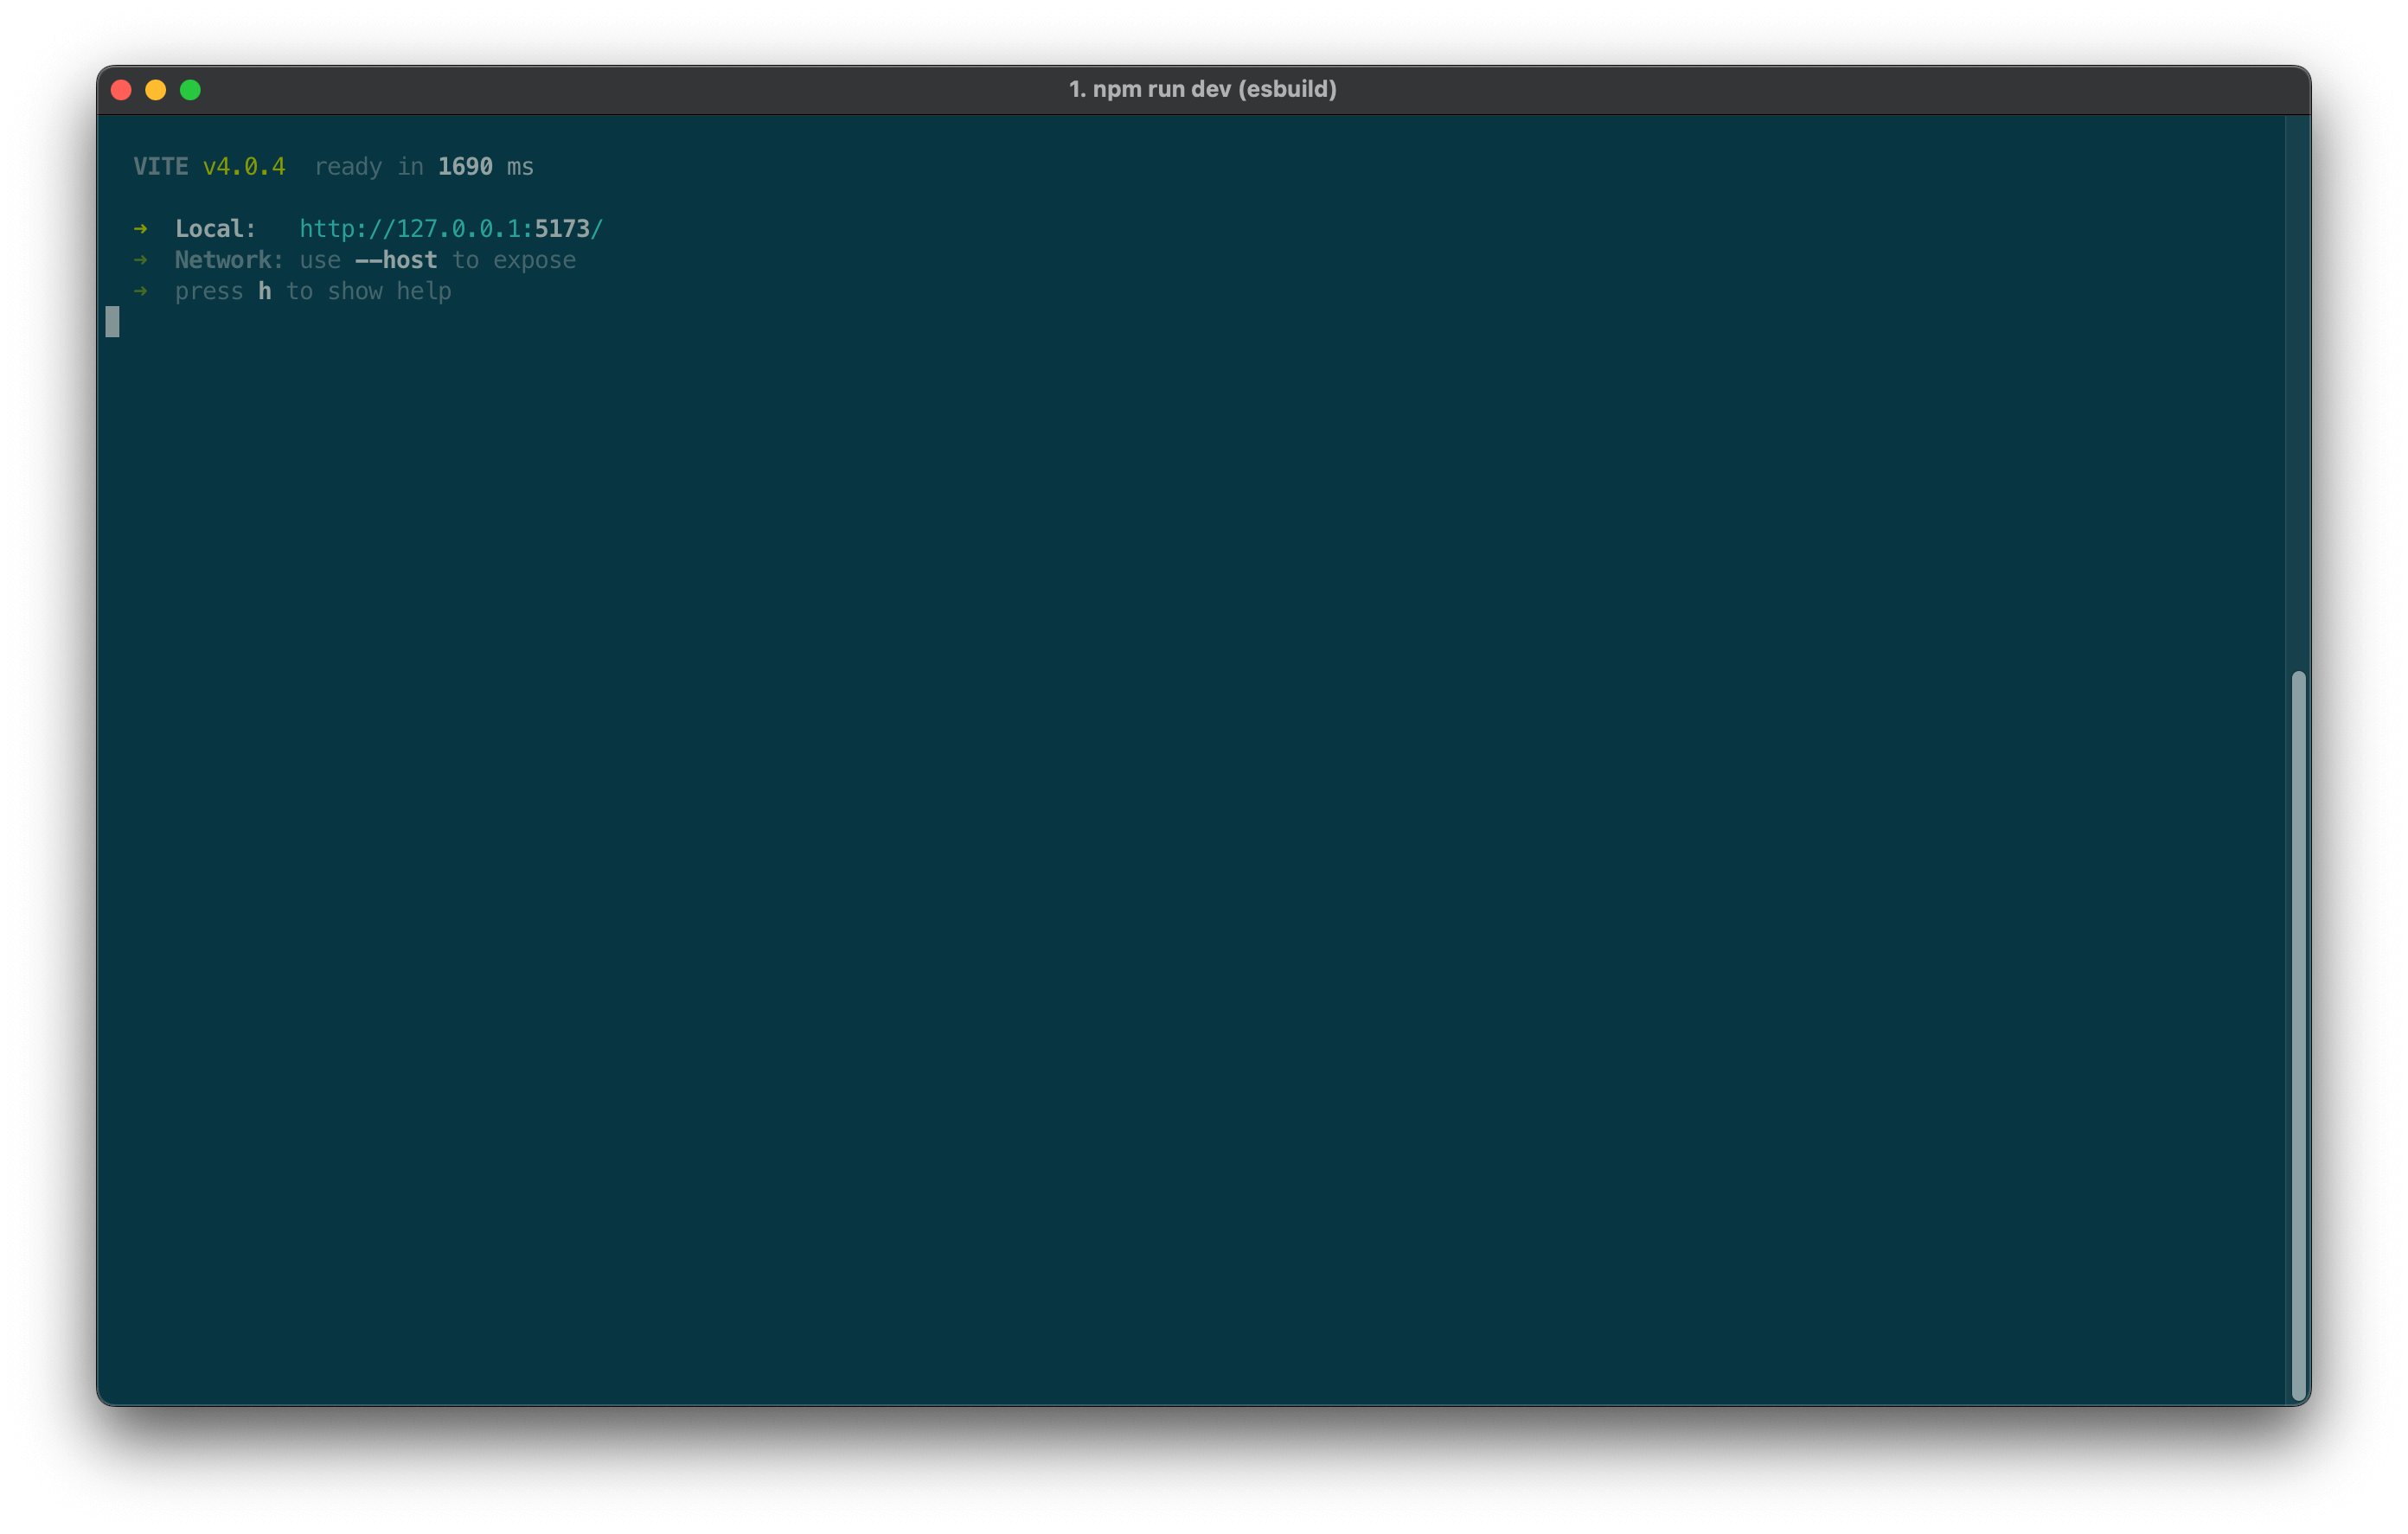 1. npm run dev (esbuild)
VITE v4.0.4  ready in 1690 ms
➜  Local:   http://127.0.0.1:5173/
➜  Network: use --host to expose
➜  press h to show help